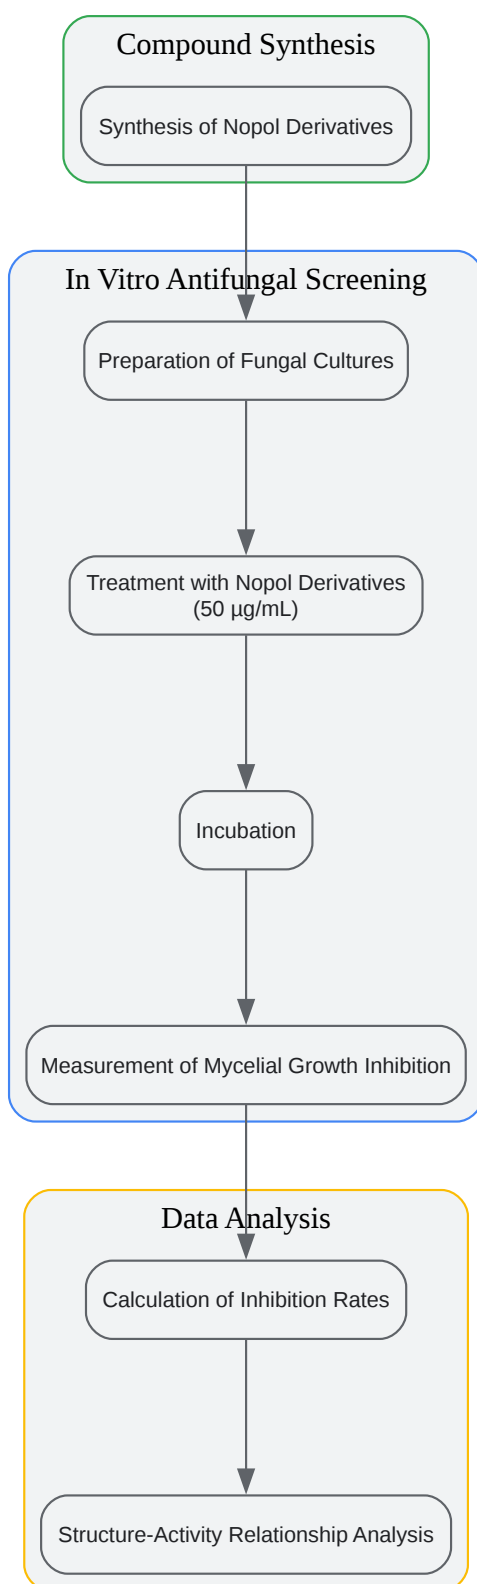 Compound Synthesis
Synthesis of Nopol Derivatives
In Vitro Antifungal Screening
Preparation of Fungal Cultures
Treatment with Nopol Derivatives
(50 µg/mL)
Incubation
Measurement of Mycelial Growth Inhibition
Data Analysis
Calculation of Inhibition Rates
Structure-Activity Relationship Analysis